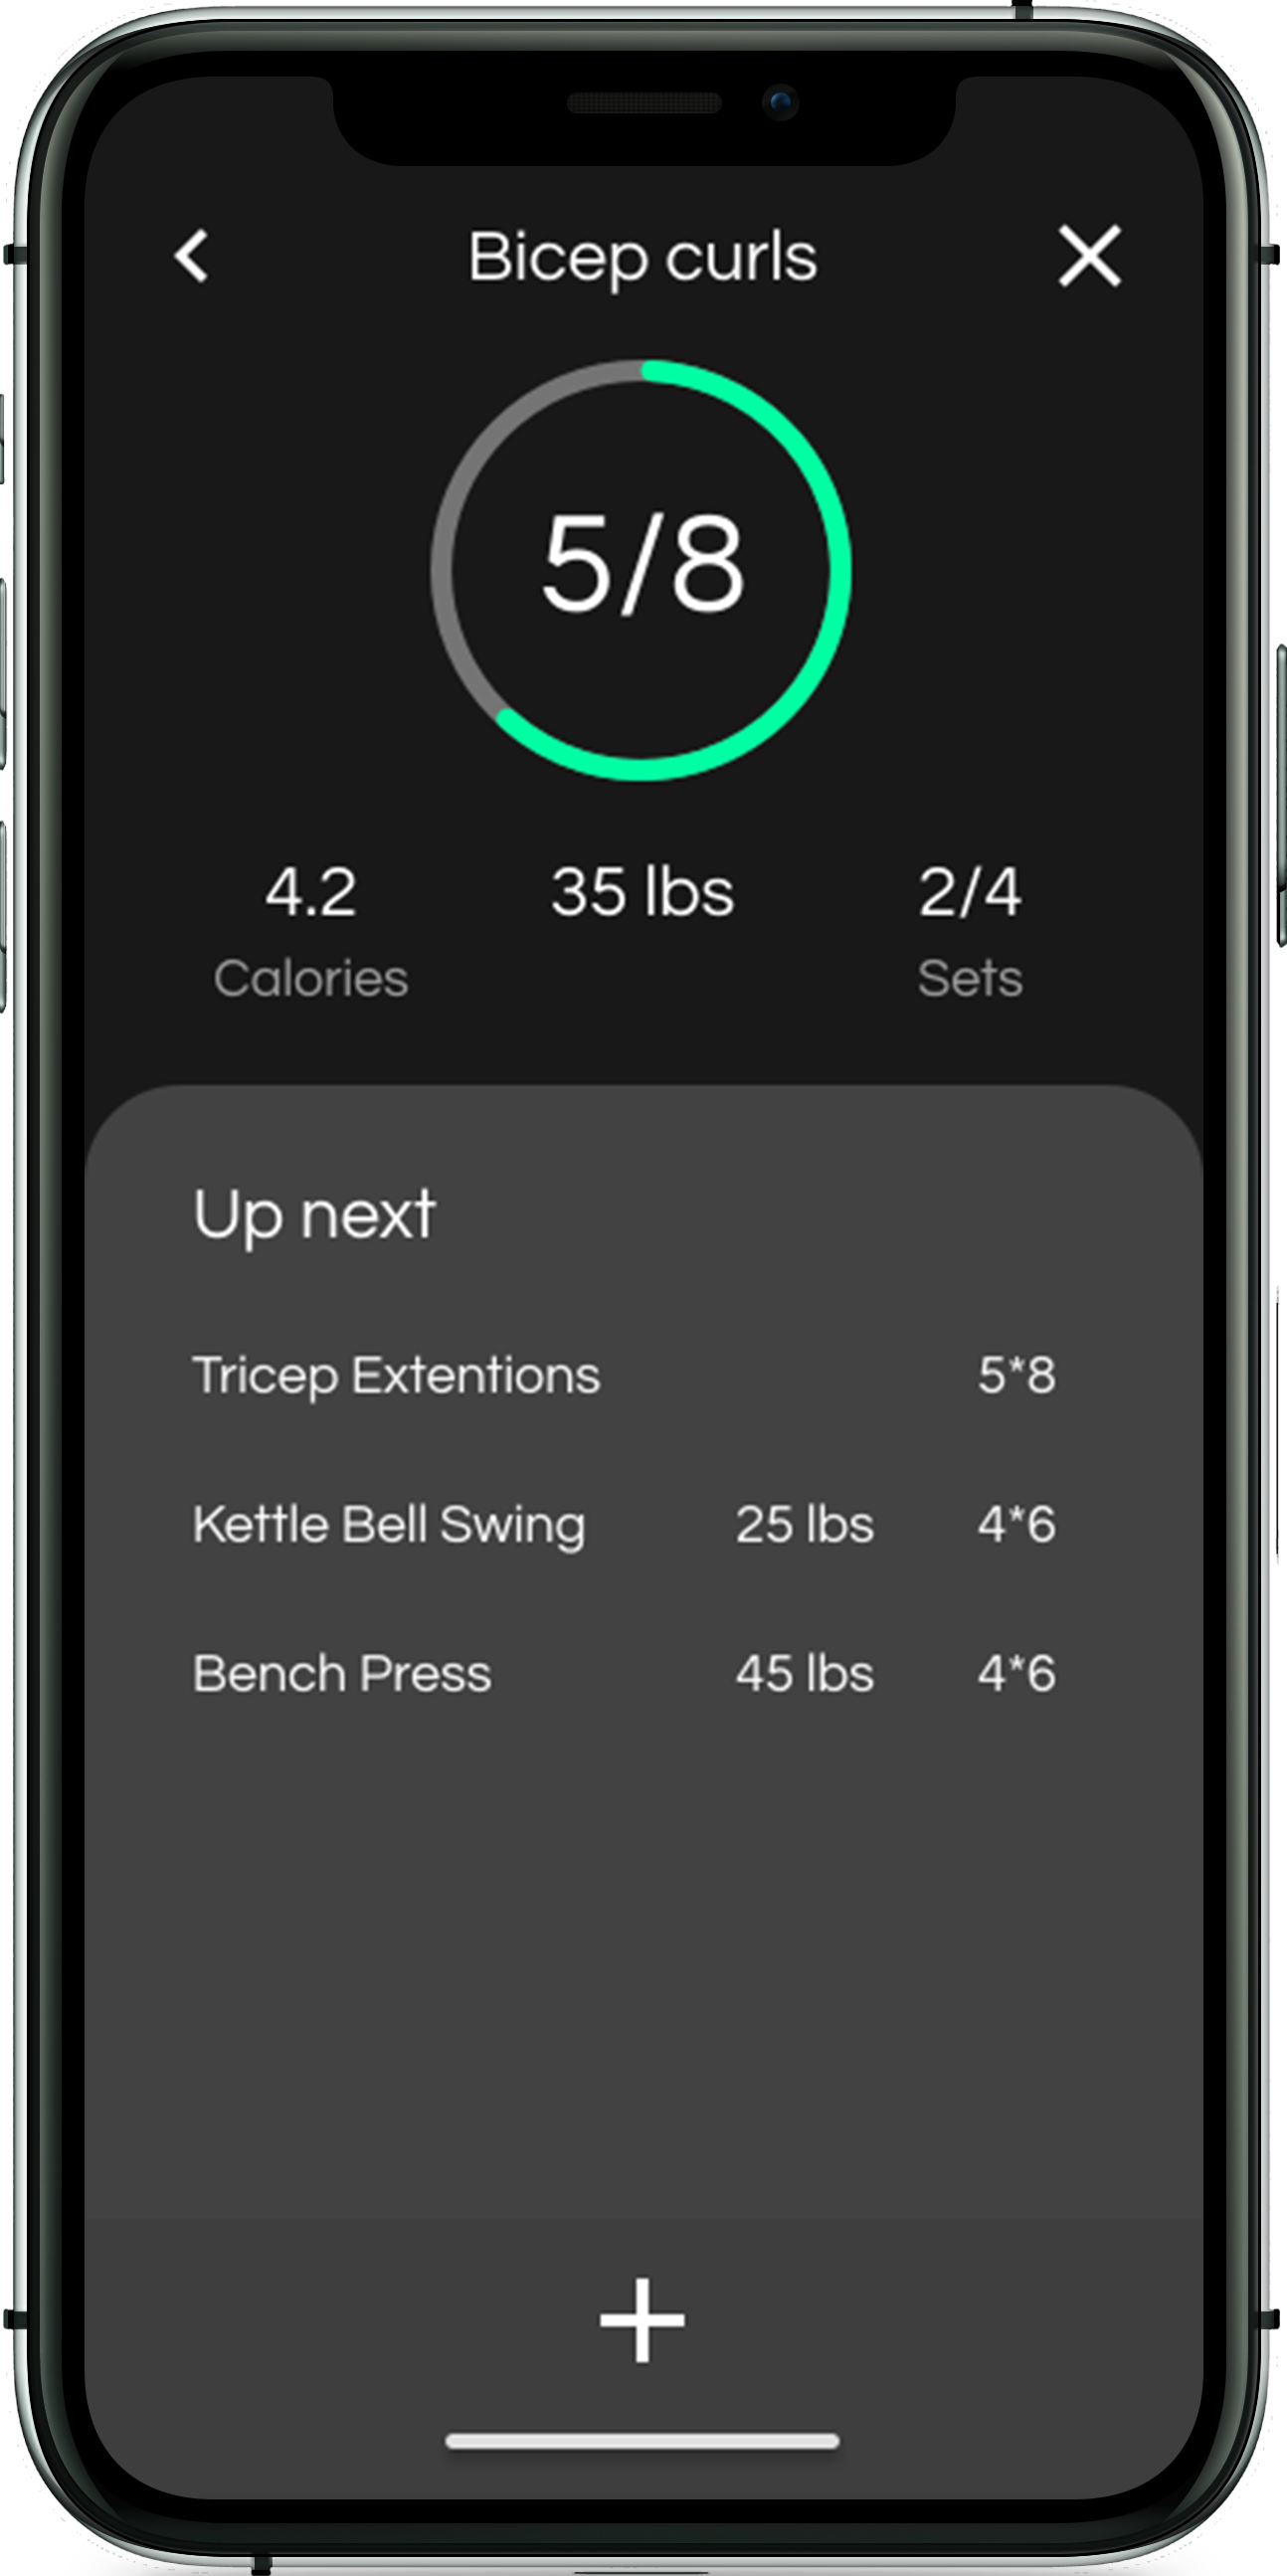 Bicep curls
5/8
4.2 35 lbs 2/4
Calories Sets
Up next
Tricep Extentions 5*8
Kettle Bell Swing 25 lbs 4*6
Bench Press 45 lbs 4*6